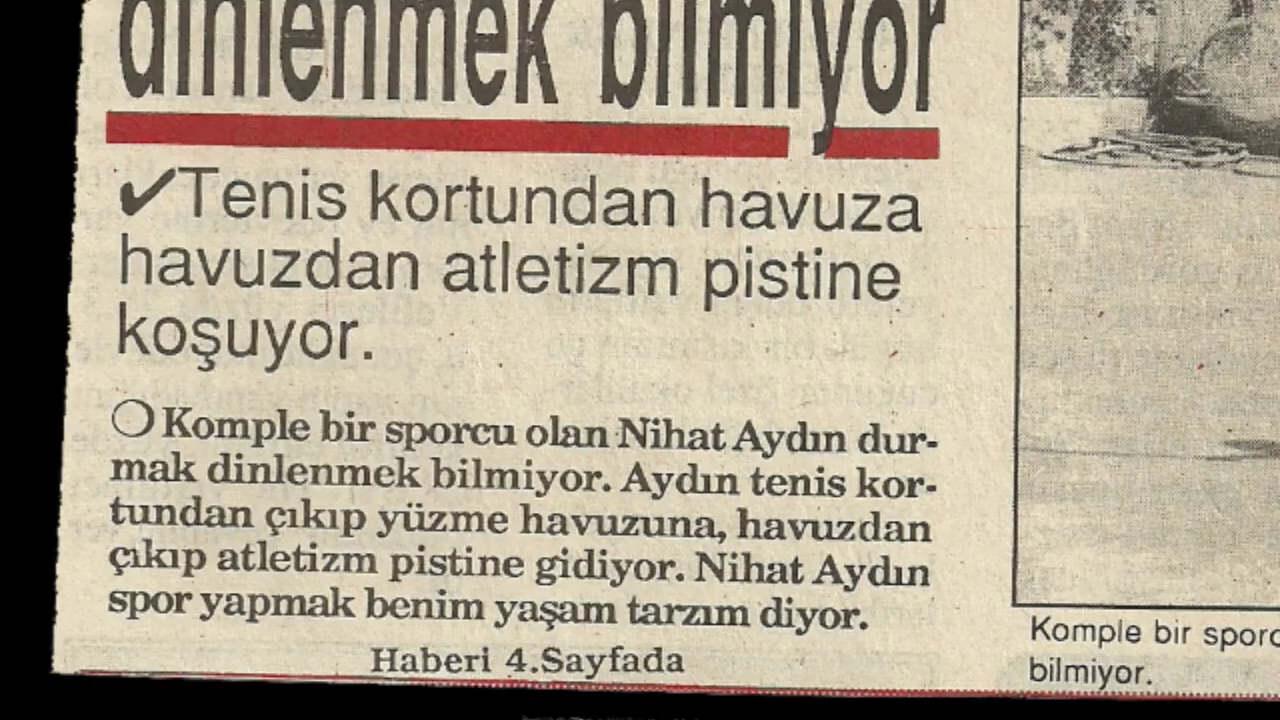 dinlenmek bilmiyor
✔Tenis kortundan havuza
havuzdan atletizm pistine
koşuyor.
Komple bir sporcu olan Nihat Aydın dur-
mak dinlenmek bilmiyor. Aydın tenis kor-
tundan çıkıp yüzme havuzuna, havuzdan
çıkıp atletizm pistine gidiyor. Nihat Aydın
spor yapmak benim yaşam tarzım diyor.
Haberi 4.Sayfada
Komple bir sporc
bilmiyor.